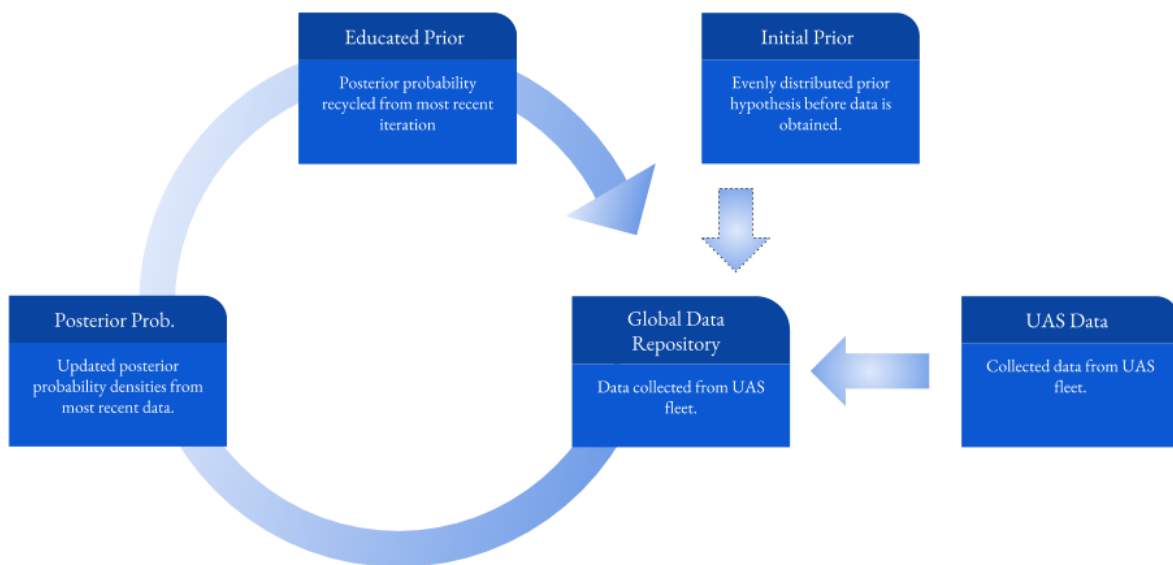 Educated Prior
Posterior probability
recycled from most recent
iteration
Initial Prior
Evenly distributed prior
hypothesis before data is
obtained.
Posterior Prob.
Updated posterior
probability densities from
most recent data.
Global Data
Repository
Data collected from UAS
fleet.
UAS Data
Collected data from UAS
fleet.